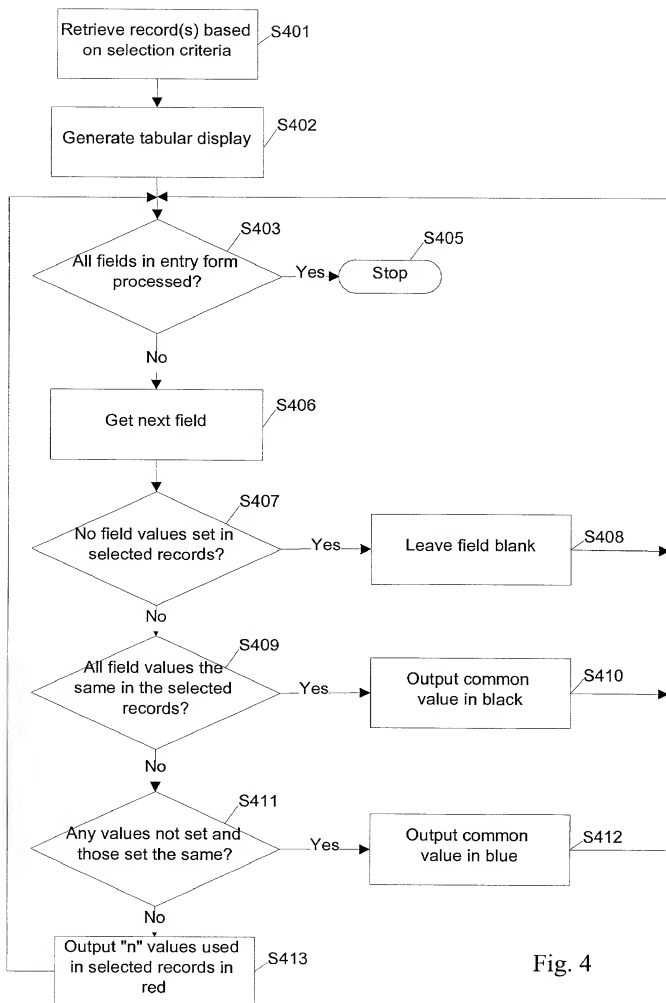 Retrieve record(s) based
on selection criteria
S401
Generate tabular display
S402
S403
All fields in entry form
processed?
Yes
S405
Stop
No
Get next field
S406
S407
No field values set in
selected records?
Yes
Leave field blank
S408
No
S409
All field values the
same in the selected
records?
Yes
Output common
value in black
S410
No
S411
Any values not set and
those set the same?
Yes
Output common
value in blue
S412
No
Output "n" values used
in selected records in
red
S413
Fig. 4